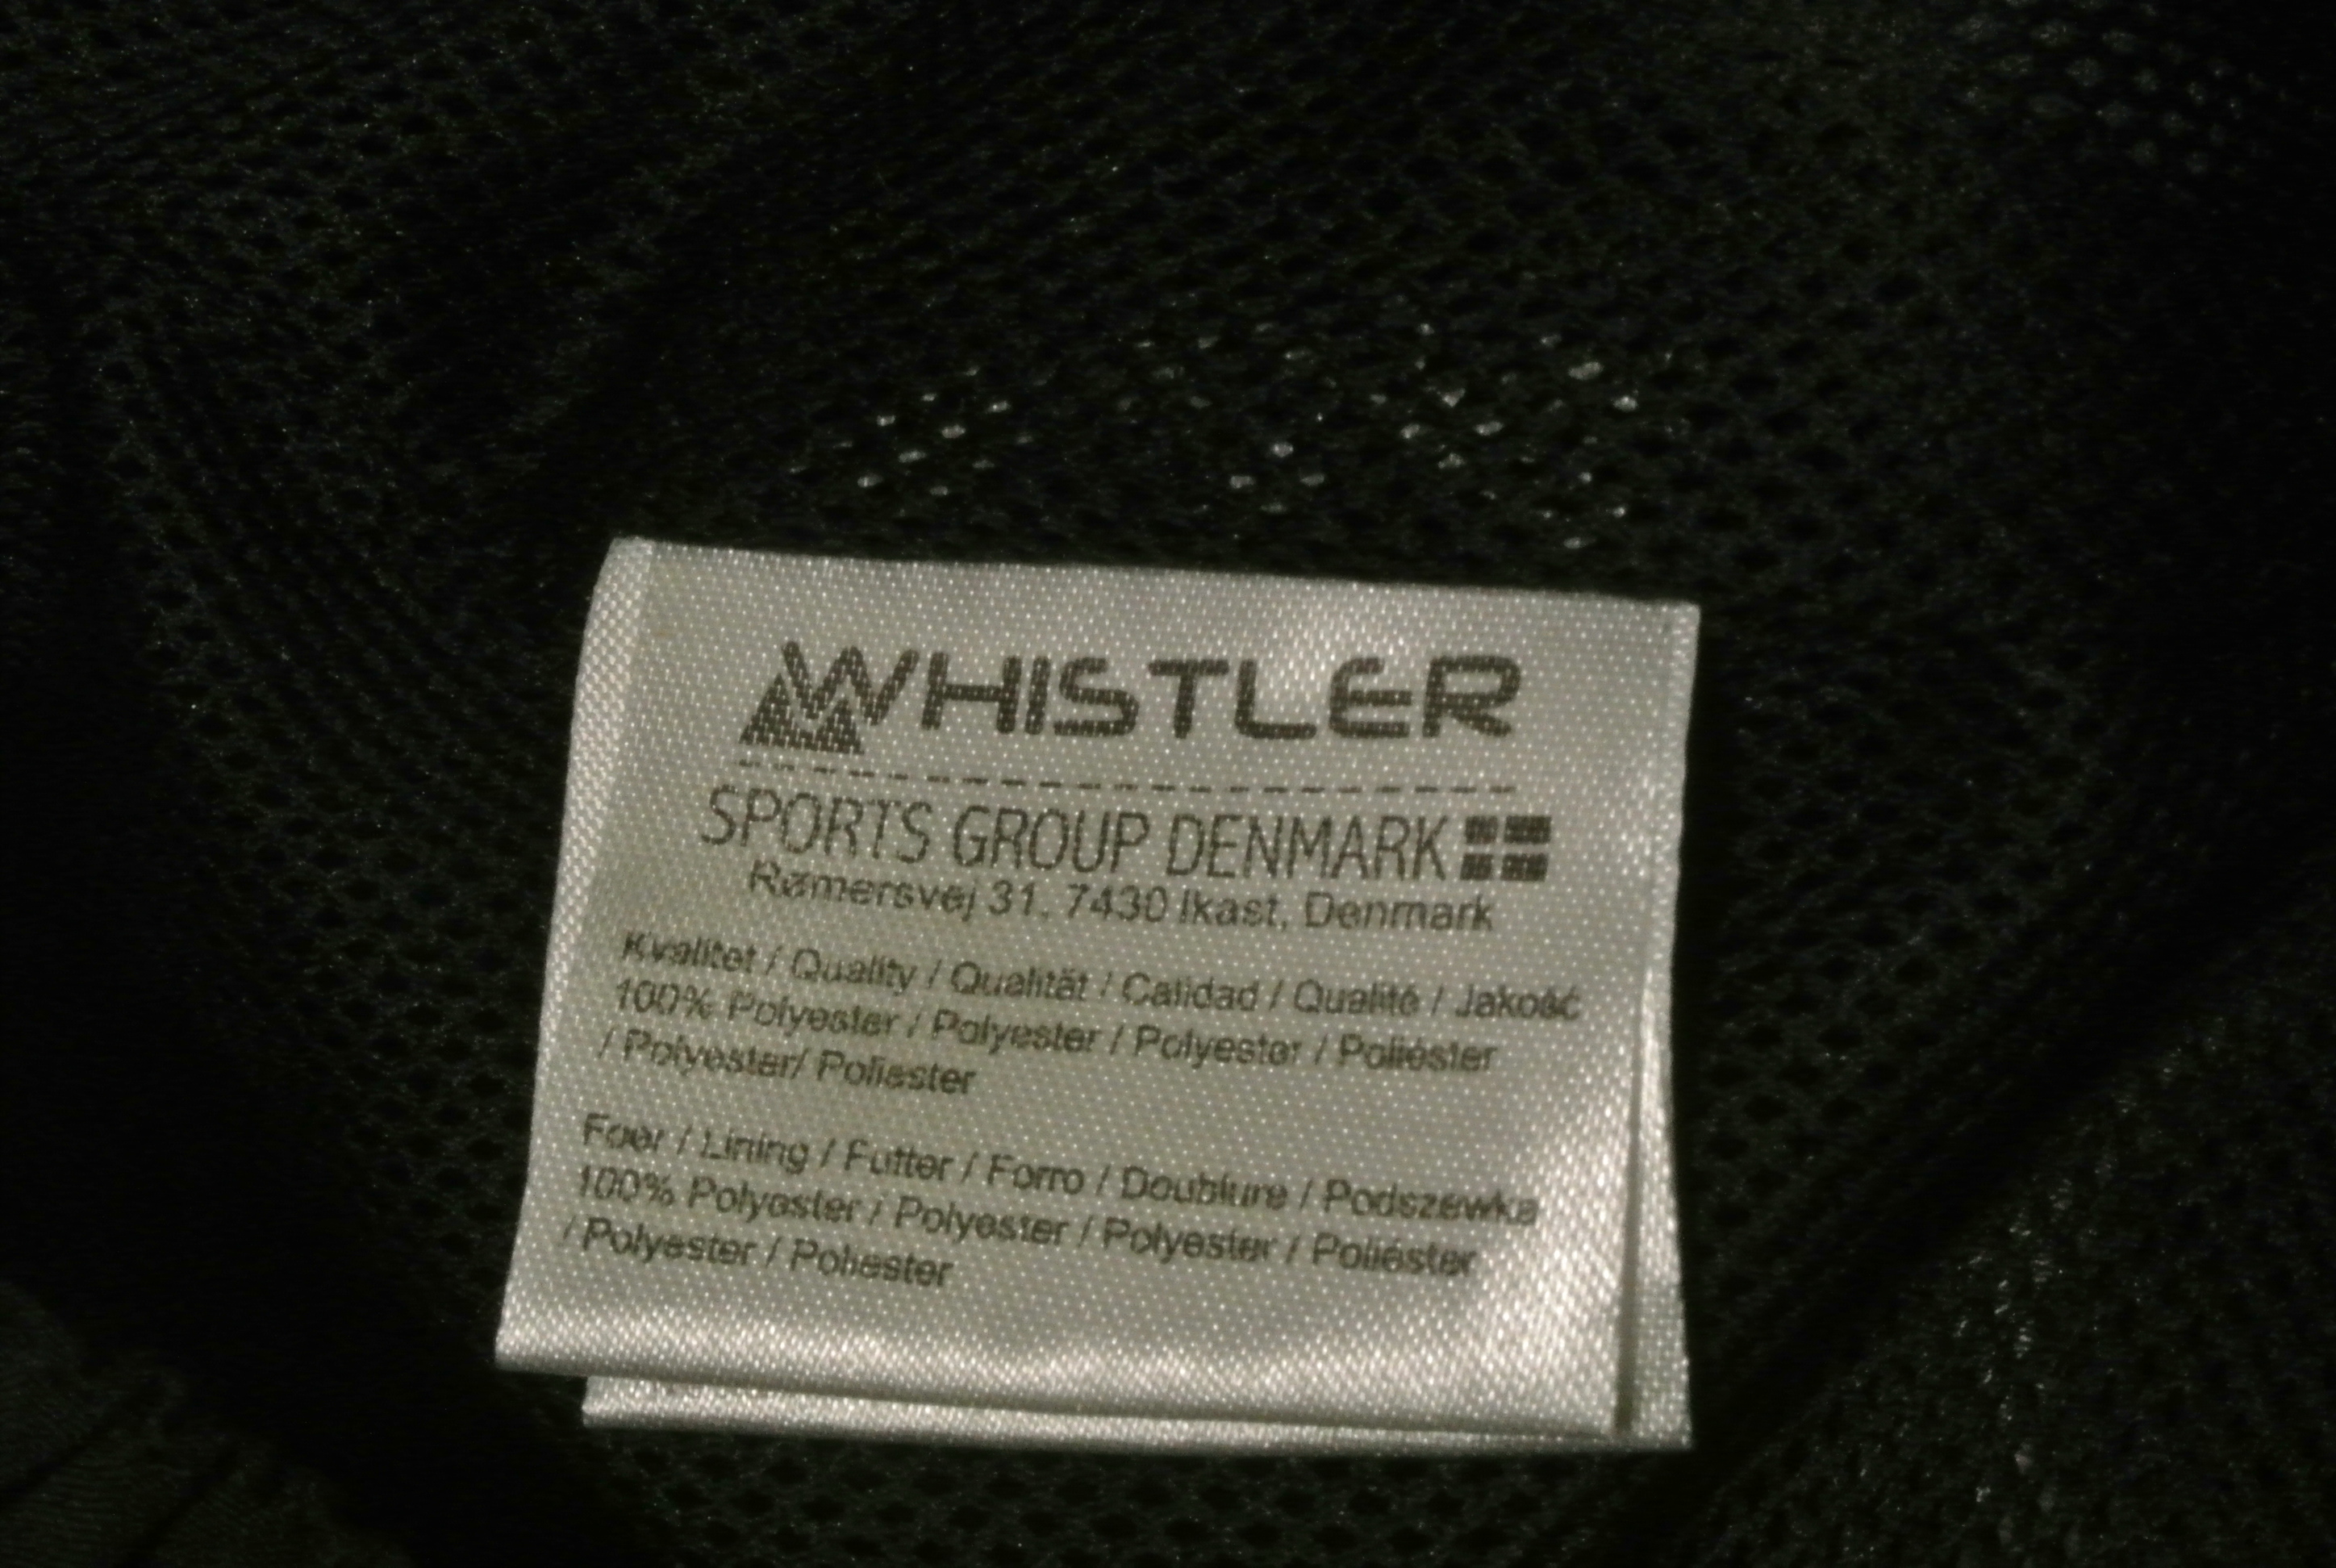 WHISTLER
SPORTS GROUP DENMARK
Rømersvej 31, 7430 Ikast, Denmark
Kvalitet / Quality / Qualität / Calidad / Qualité / Jakość
100% Polyester / Polyester / Polyester / Poliéster
/ Polyester/ Poliester
Foer / Lining / Futter / Forro / Doublure / Podszewka
100% Polyester / Polyester / Polyester / Poliéster
/ Polyester / Poliester